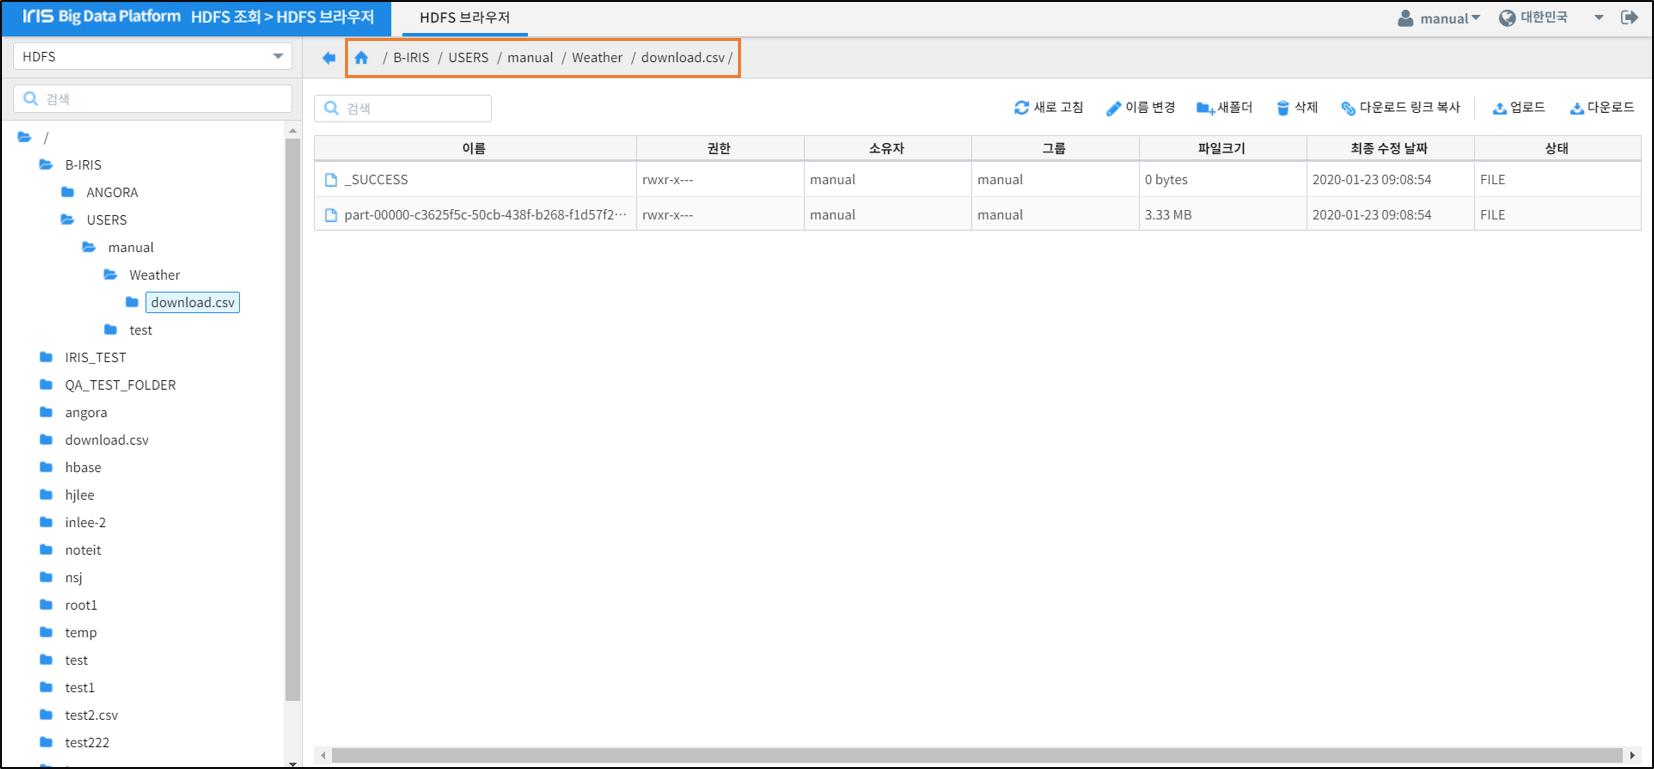 IRIS Big Data Platform HDFS 조회 > HDFS 브라우저
HDFS 브라우저
manual
대한민국
HDFS
/ B-IRIS / USERS / manual / Weather / download.csv /
검색
검색
새로 고침
이름 변경
새폴더
삭제
다운로드 링크 복사
업로드
다운로드
/
B-IRIS
ANGORA
USERS
manual
Weather
download.csv
test
IRIS_TEST
QA_TEST_FOLDER
angora
download.csv
hbase
hjlee
inlee-2
noteit
nsj
root1
temp
test
test1
test2.csv
test222
이름 권한 소유자 그룹 파일크기 최종 수정 날짜 상태
_SUCCESS rwxr-x--- manual manual 0 bytes 2020-01-23 09:08:54 FILE
part-00000-c3625f5c-50cb-438f-b268-f1d57f2··· rwxr-x--- manual manual 3.33 MB 2020-01-23 09:08:54 FILE